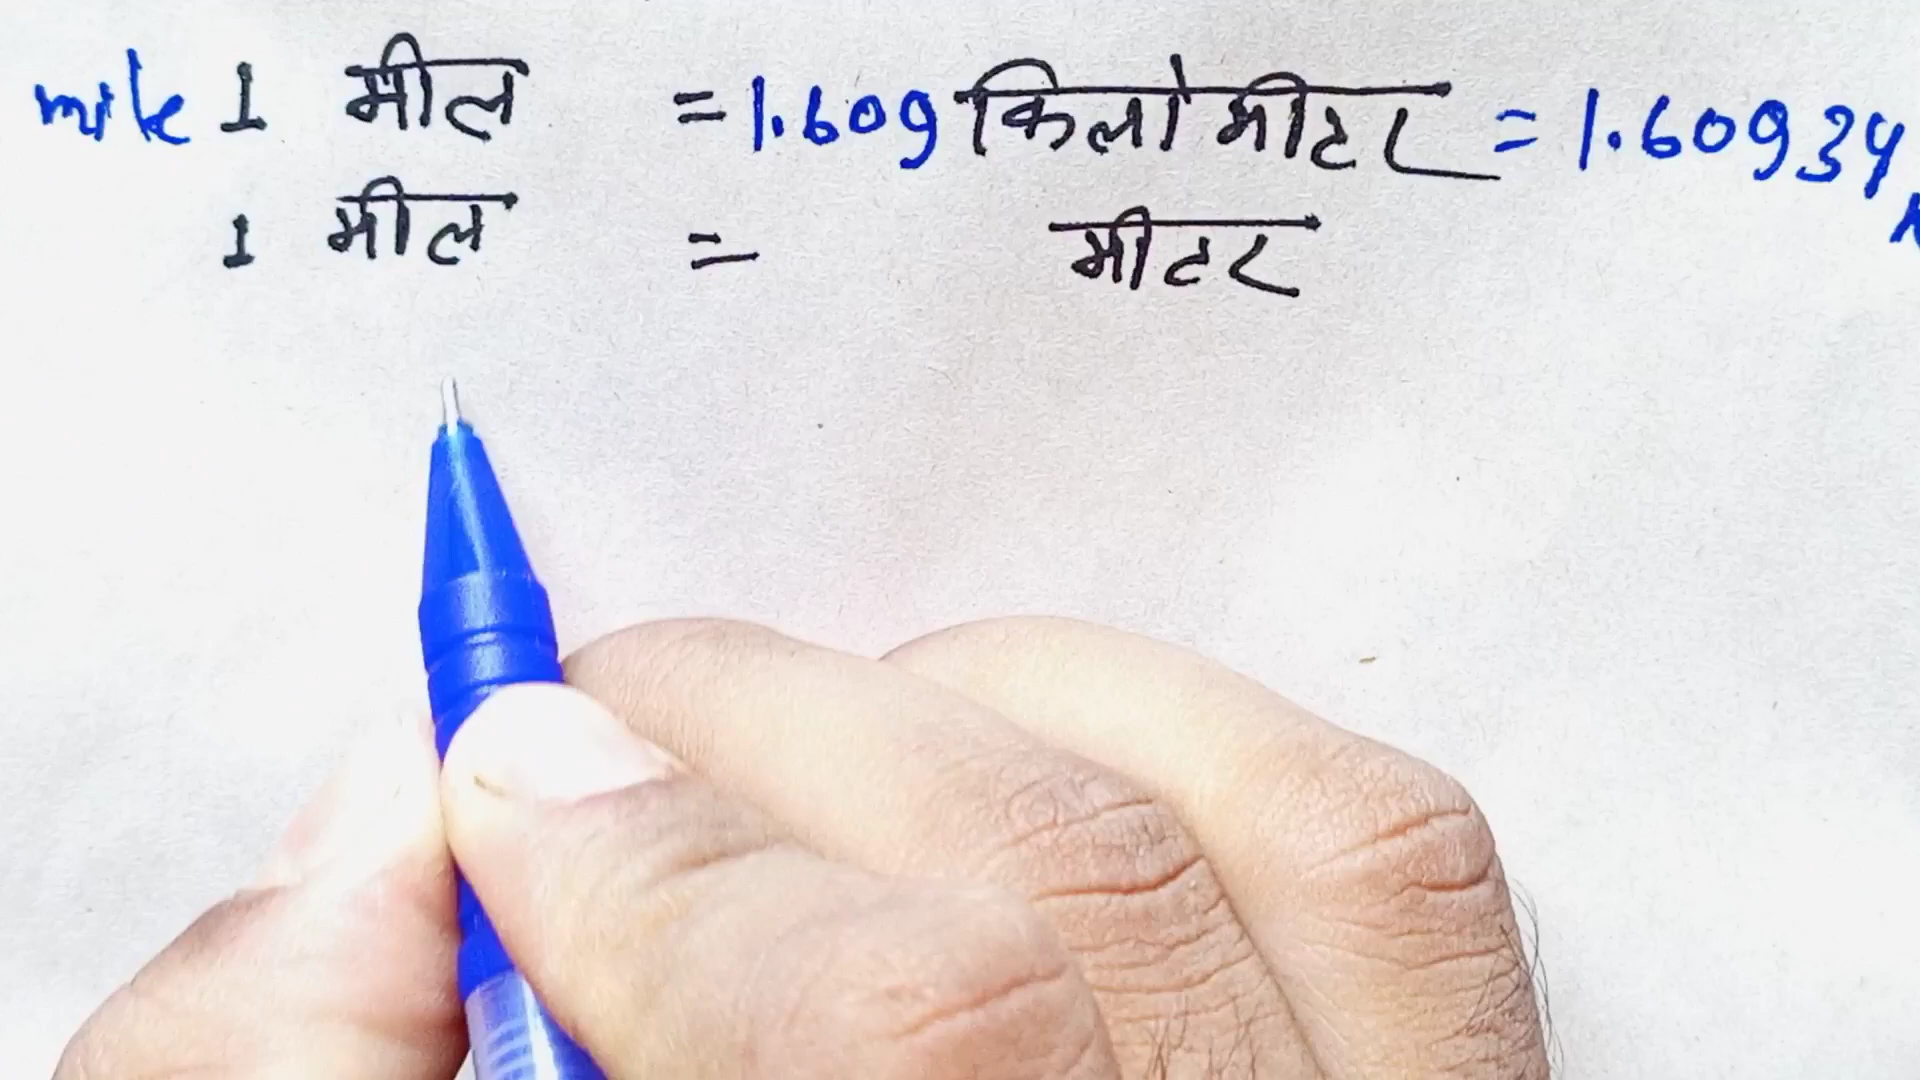 mile 1 मील = 1.609 किलोमीटर = 1.60934
1 मील = मीटर